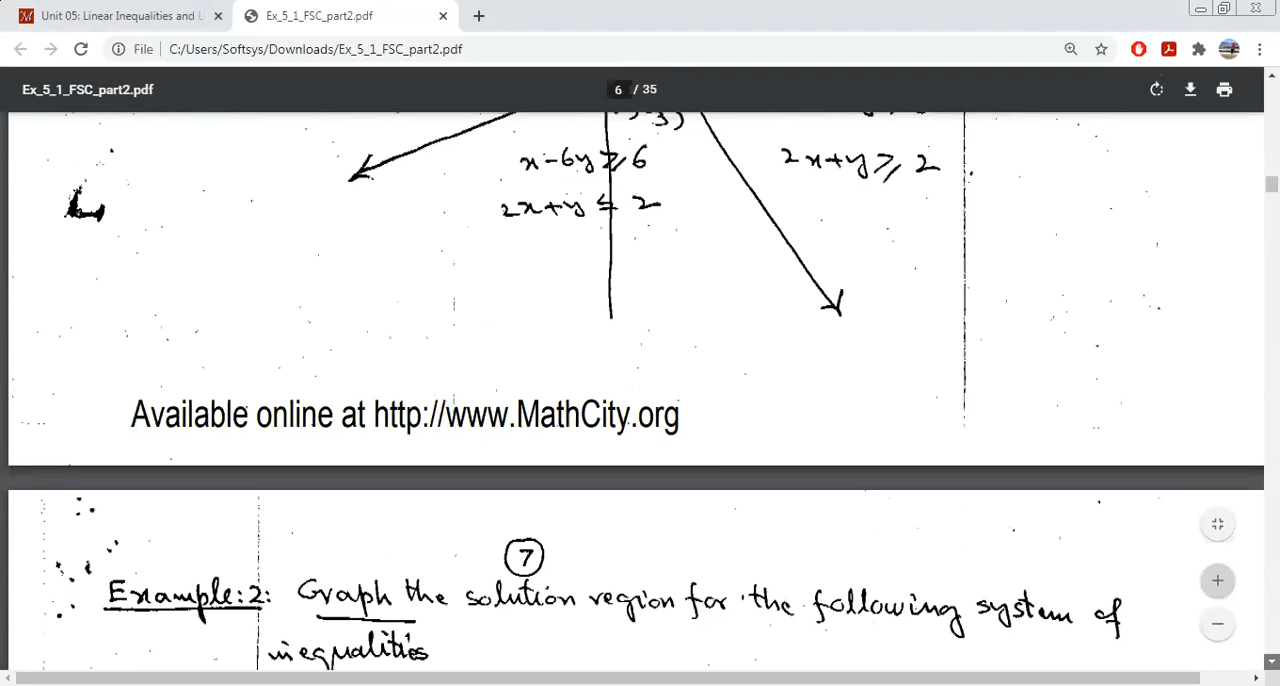 Unit 05: Linear Inequalities and L
Ex_5_1_FSC_part2.pdf
File
C:/Users/Softsys/Downloads/Ex_5_1_FSC_part2.pdf
Ex_5_1_FSC_part2.pdf
6 / 35
x-6y ≥ 6
2x+y ≥ 2
2x+y ≤ 2
Available online at http://www.MathCity.org
7
Example:2: Graph the solution region for the following system of
inequalities